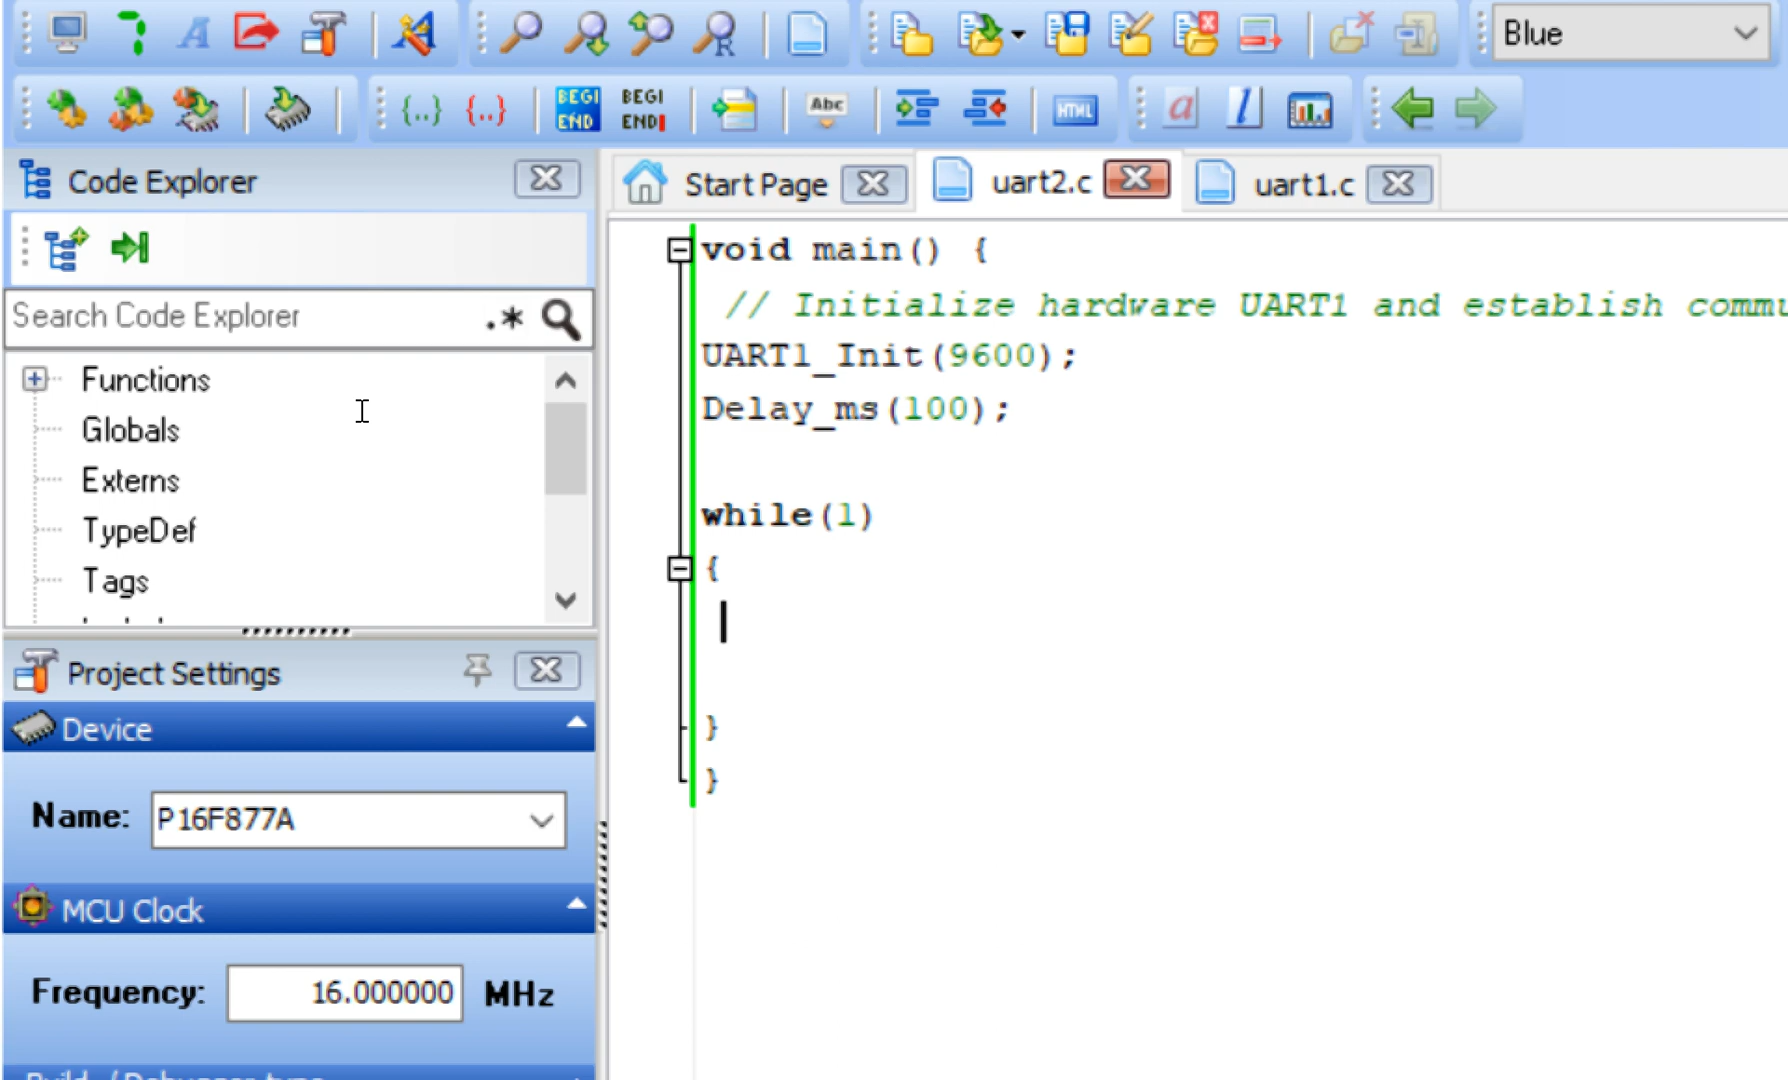 Blue
BEGI
END
BEGI
END
Abc
HTML
Code Explorer
Start Page
uart2.c
uart1.c
Search Code Explorer
.*
Functions
Globals
Externs
TypeDef
Tags
void main() {
// Initialize hardware UART1 and establish
UART1_Init(9600);
Delay_ms(100);
while(1)
{
}
}
Project Settings
Device
Name: P16F877A
MCU Clock
Frequency: 16.000000 MHz